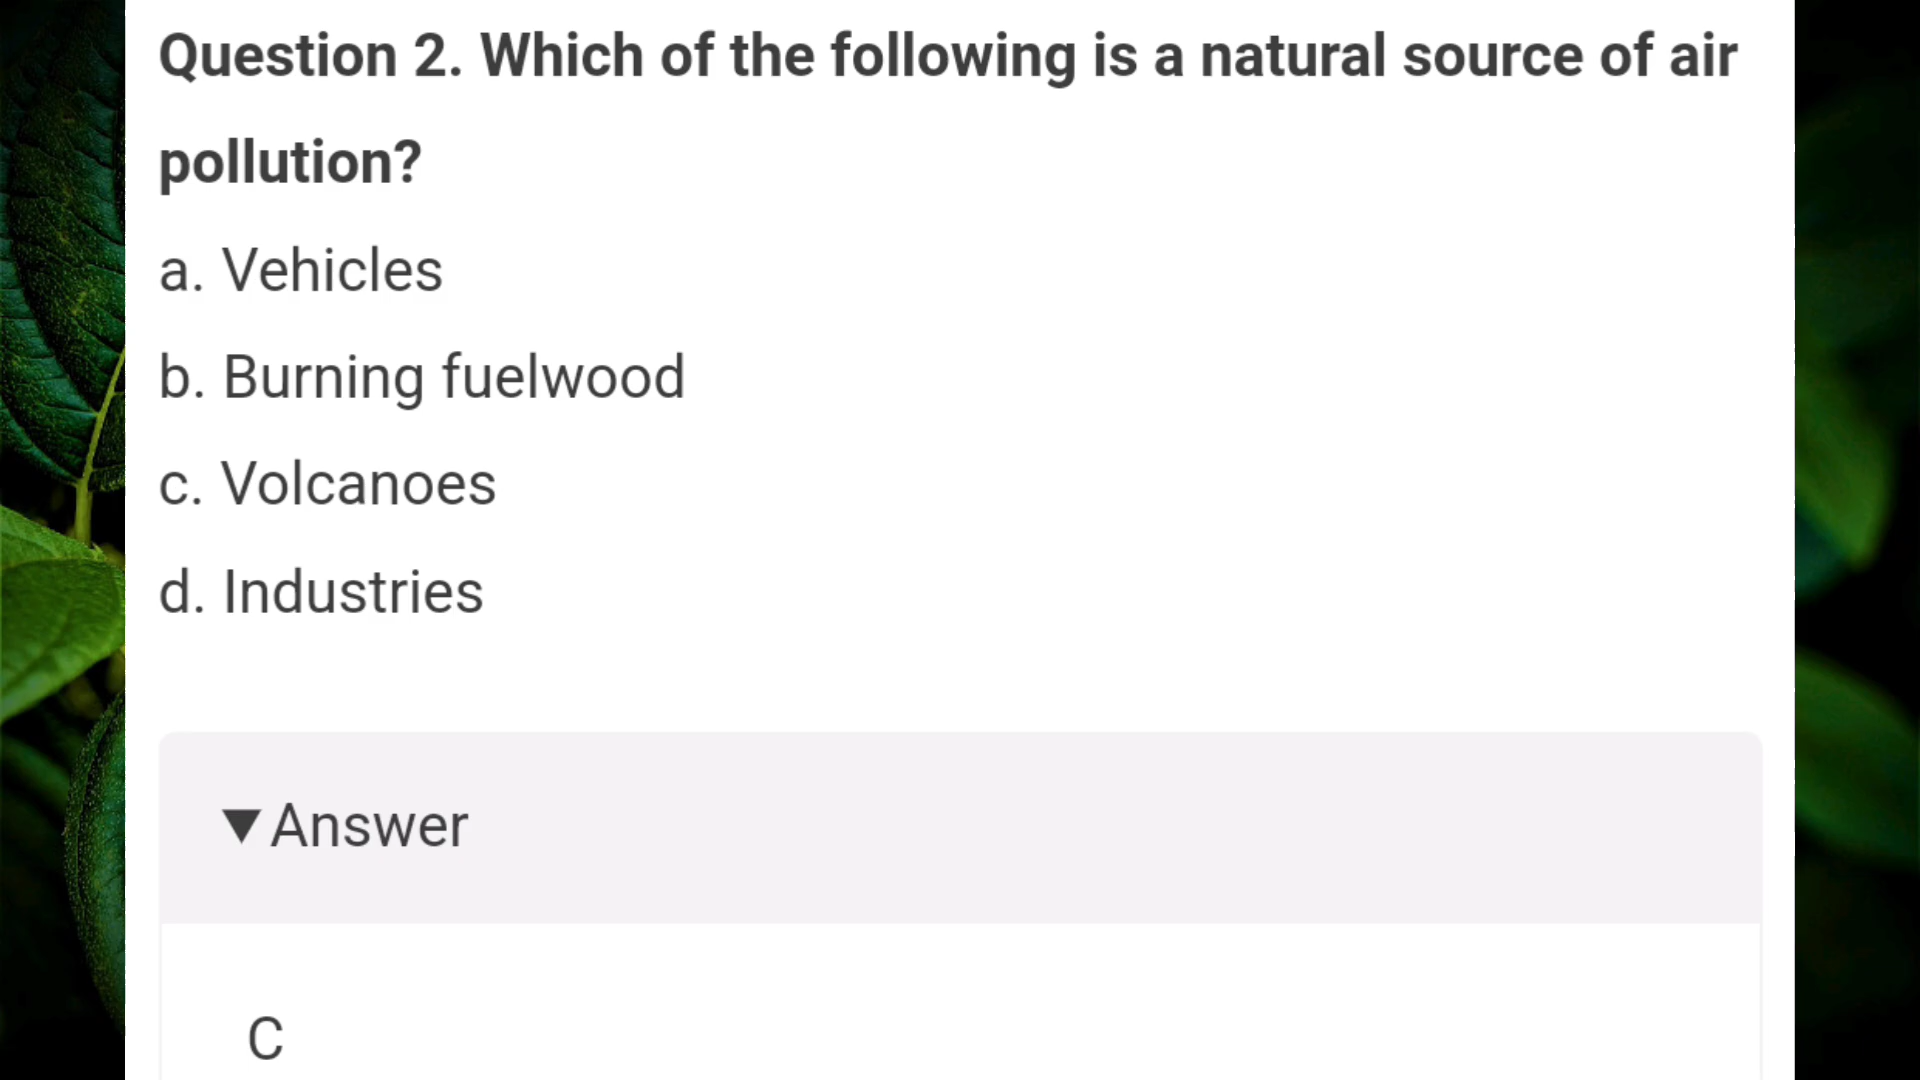 Question 2. Which of the following is a natural source of air
pollution?
a. Vehicles
b. Burning fuelwood
c. Volcanoes
d. Industries
▼ Answer
C